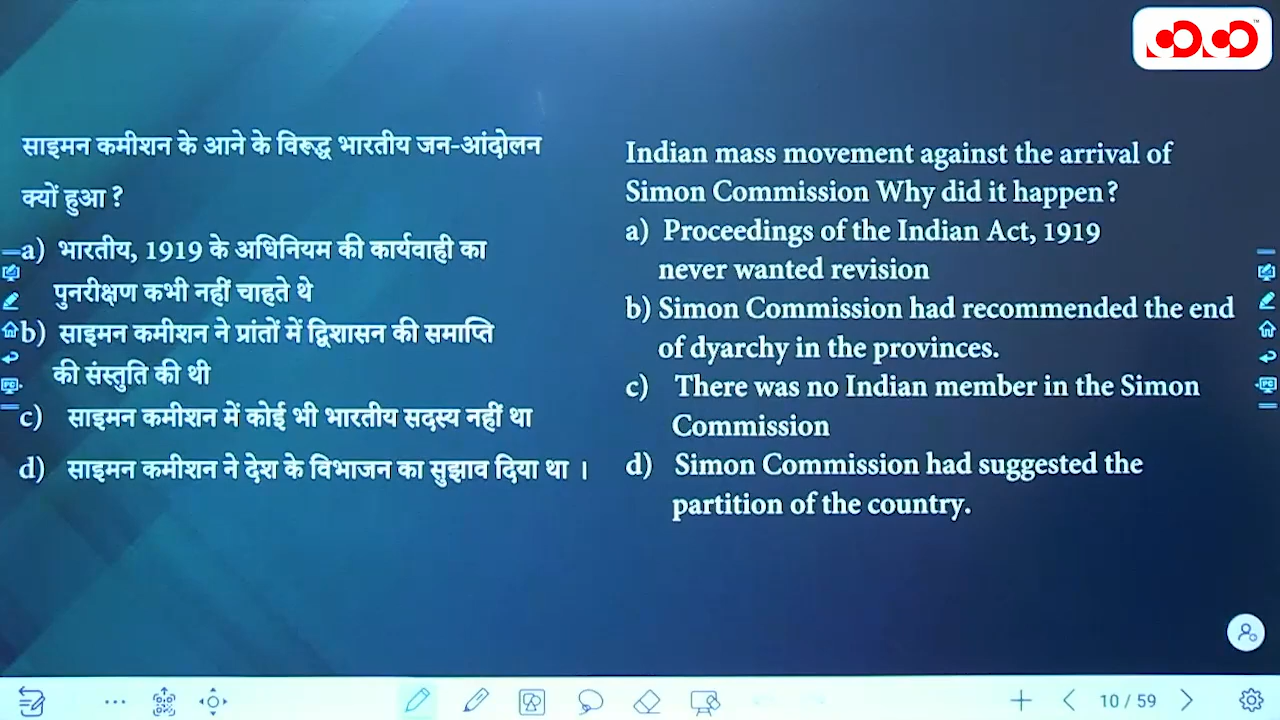 साइमन कमीशन के आने के विरूद्ध भारतीय जन-आंदोलन
क्यों हुआ ?
a) भारतीय, 1919 के अधिनियम की कार्यवाही का
पुनरीक्षण कभी नहीं चाहते थे
b) साइमन कमीशन ने प्रांतों में द्विशासन की समाप्ति
की संस्तुति की थी
c) साइमन कमीशन में कोई भी भारतीय सदस्य नहीं था
d) साइमन कमीशन ने देश के विभाजन का सुझाव दिया था ।
Indian mass movement against the arrival of
Simon Commission Why did it happen?
a) Proceedings of the Indian Act, 1919
never wanted revision
b) Simon Commission had recommended the end
of dyarchy in the provinces.
c) There was no Indian member in the Simon
Commission
d) Simon Commission had suggested the
partition of the country.
PC
PC
10 / 59